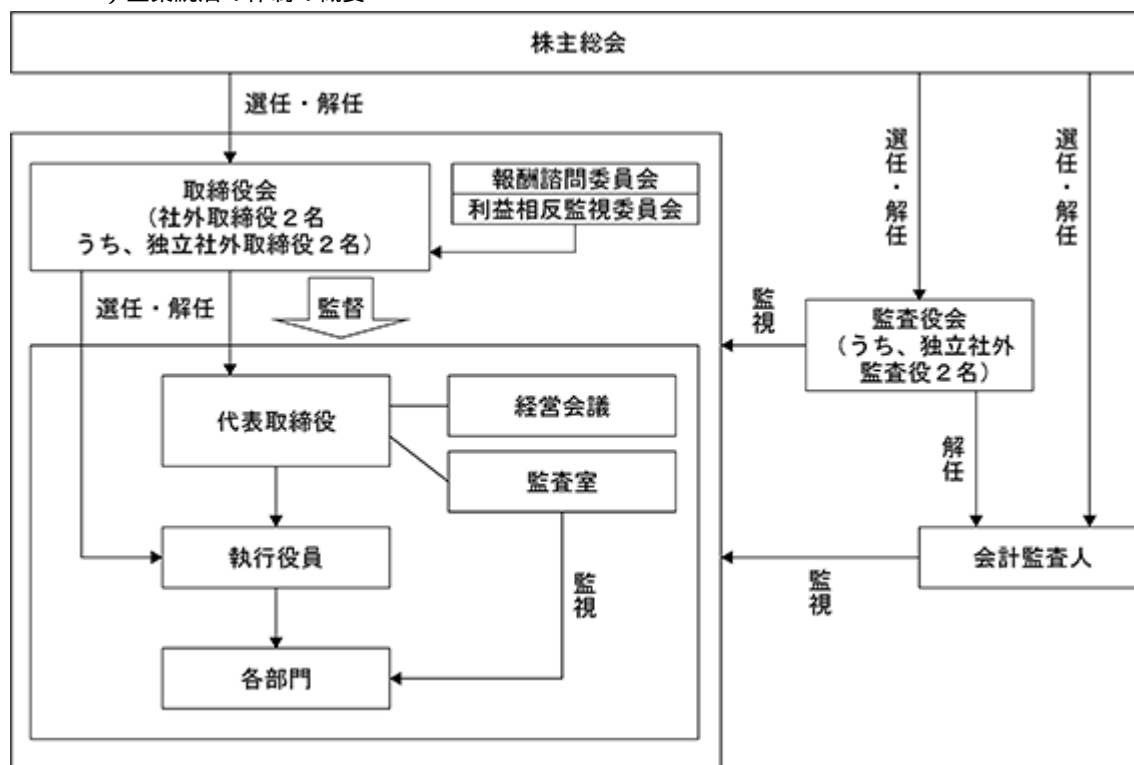 株主総会
選任・解任
選任・解任
選任・解任
取締役会
(社外取締役2名
うち、独立社外取締役2名)
報酬諮問委員会
利益相反監視委員会
選任・解任
監督
監視
監査役会
(うち、独立社外
監査役2名)
代表取締役
経営会議
監査室
解任
執行役員
監視
監視
会計監査人
各部門